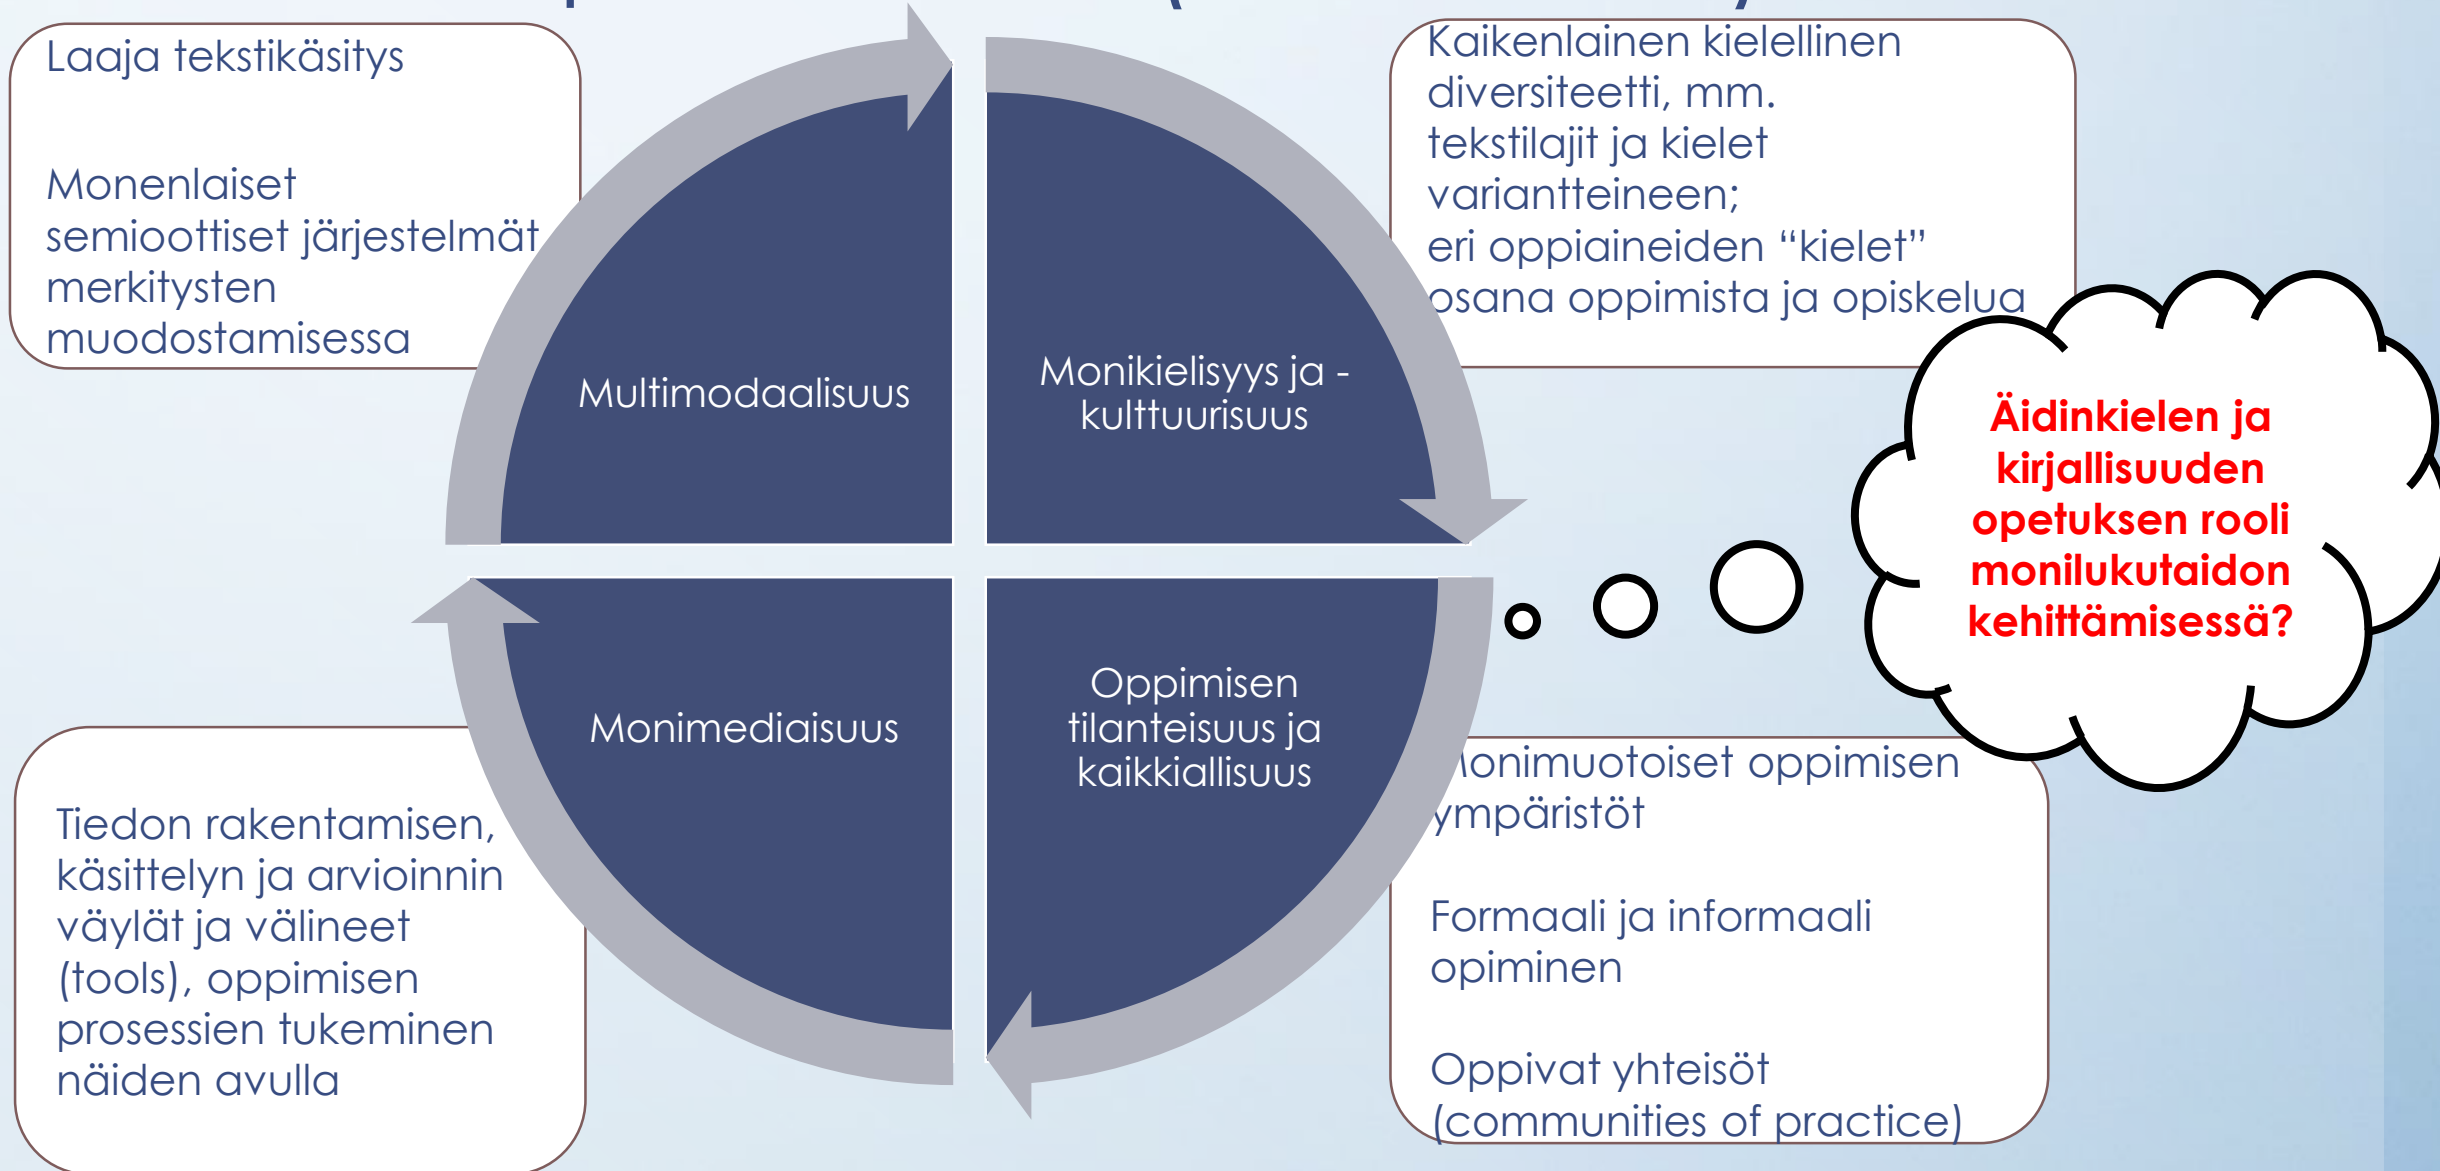 Laaja tekstikäsitys
Monenlaiset
semioottiset järjestelmät
merkitysten
muodostamisessa
Kaikenlainen kielellinen
diversiteetti, mm.
tekstilajit ja kielet
variantteineen;
eri oppiaineiden “kielet”
osana oppimista ja opiskelua
Multimodaalisuus
Monikielisyys ja -
kulttuurisuus
Äidinkielen ja
kirjallisuuden
opetuksen rooli
monilukutaidon
kehittämisessä?
Monimediaisuus
Oppimisen
tilanteisuus ja
kaikkiallisuus
Tiedon rakentamisen,
käsittelyn ja arvioinnin
väylät ja välineet
(tools), oppimisen
prosessien tukeminen
näiden avulla
Monimuotoiset oppimisen
ympäristöt
Formaali ja informaali
opiminen
Oppivat yhteisöt
(communities of practice)